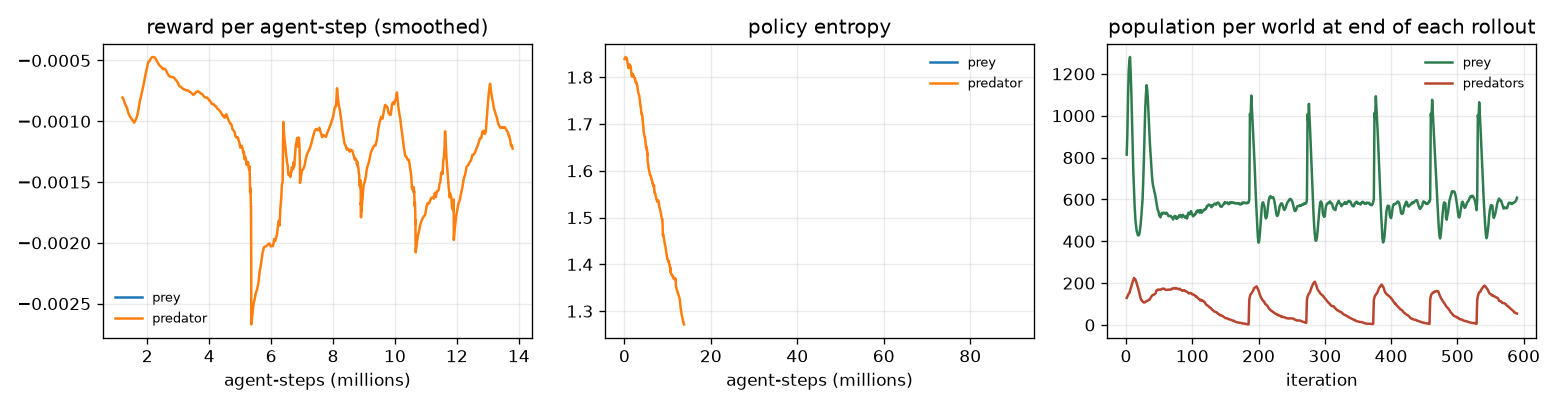 reward per agent-step (smoothed)
−0.0005
−0.0010
−0.0015
−0.0020
−0.0025
prey
predator
2 4 6 8 10 12 14
agent-steps (millions)
policy entropy
1.8
1.7
1.6
1.5
1.4
1.3
prey
predator
0 20 40 60 80
agent-steps (millions)
population per world at end of each rollout
1200
1000
800
600
400
200
0
prey
predators
0 100 200 300 400 500 600
iteration